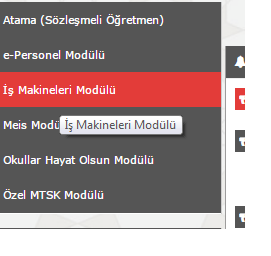 Atama (Sözleşmeli Öğretmen)
e-Personel Modülü
İş Makineleri Modülü
Meis Modü
İş Makineleri Modülü
Okullar Hayat Olsun Modülü
Özel MTSK Modülü